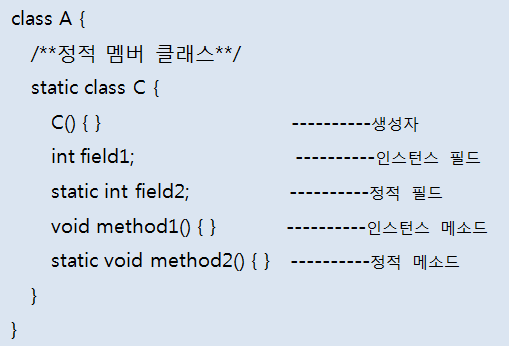 class A {
/**정적 멤버 클래스**/
static class C {
C() { } ----------생성자
int field1; ----------인스턴스 필드
static int field2; ----------정적 필드
void method1() { } ----------인스턴스 메소드
static void method2() { } ----------정적 메소드
}
}